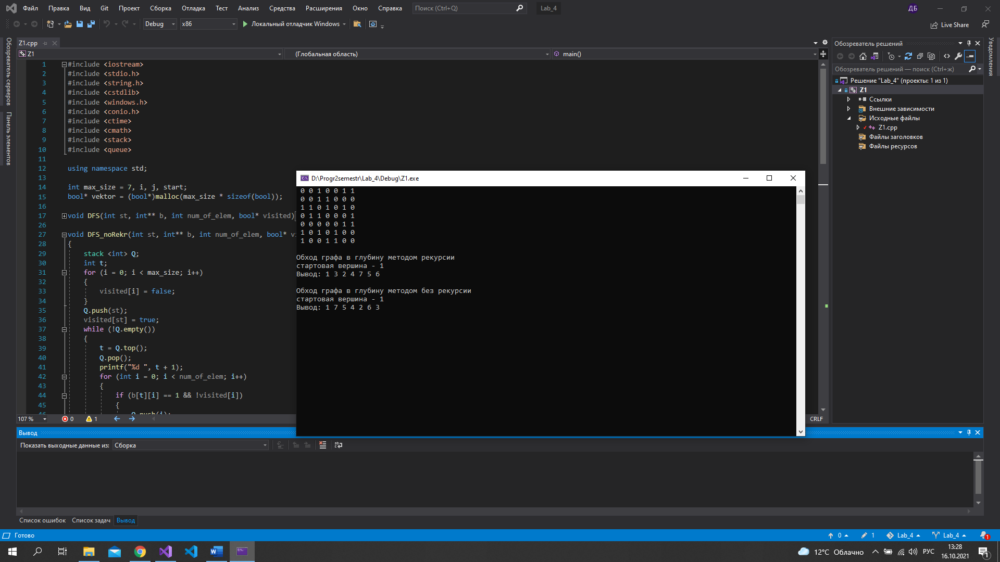 Файл Правка Вид Git Проект Сборка Отладка Тест Анализ Средства Расширения Окно Справка Поиск (Ctrl+Q) Lab_4 ДБ
Debug x86 Локальный отладчик Windows Live Share
Обозреватель серверов
Панель элементов
Z1.cpp
Z1 (Глобальная область) main()
1 #include <iostream>
2 #include <stdio.h>
3 #include <string.h>
4 #include <cstdlib>
5 #include <windows.h>
6 #include <conio.h>
7 #include <ctime>
8 #include <cmath>
9 #include <stack>
10 #include <queue>
11
12 using namespace std;
13
14 int max_size = 7, i, j, start;
15 bool* vektor = (bool*)malloc(max_size * sizeof(bool));
16
17 void DFS(int st, int** b, int num_of_elem, bool* visited)
26
27 void DFS_noRekr(int st, int** b, int num_of_elem, bool* v
28 {
29 stack <int> Q;
30 int t;
31 for (i = 0; i < max_size; i++)
32 {
33 visited[i] = false;
34 }
35 Q.push(st);
36 visited[st] = true;
37 while (!Q.empty())
38 {
39 t = Q.top();
40 Q.pop();
41 printf("%d ", t + 1);
42 for (int i = 0; i < num_of_elem; i++)
43 {
44 if (b[t][i] == 1 && !visited[i])
45 {
46 Q.push(i);
107 % 0 1 CRLF
D:\Progr2semestr\Lab_4\Debug\Z1.exe
0 0 1 0 0 1 1
0 0 1 1 0 0 0
1 1 0 1 0 1 0
0 1 1 0 0 0 1
0 0 0 0 0 1 1
1 0 1 0 1 0 0
1 0 0 1 1 0 0
Обход графа в глубину методом рекурсии
стартовая вершина - 1
Вывод: 1 3 2 4 7 5 6
Обход графа в глубину методом без рекурсии
стартовая вершина - 1
Вывод: 1 7 5 4 2 6 3
Обозреватель решений
Обозреватель решений — поиск (Ctrl+ж)
Решение "Lab_4" (проекты: 1 из 1)
Z1
Ссылки
Внешние зависимости
Исходные файлы
Z1.cpp
Файлы заголовков
Файлы ресурсов
Уведомления
Вывод
Показать выходные данные из: Сборка
Список ошибок Список задач Вывод
Готово 0 1 Lab_4 Lab_4 1
12°C Облачно РУС 13:28
16.10.2021 1